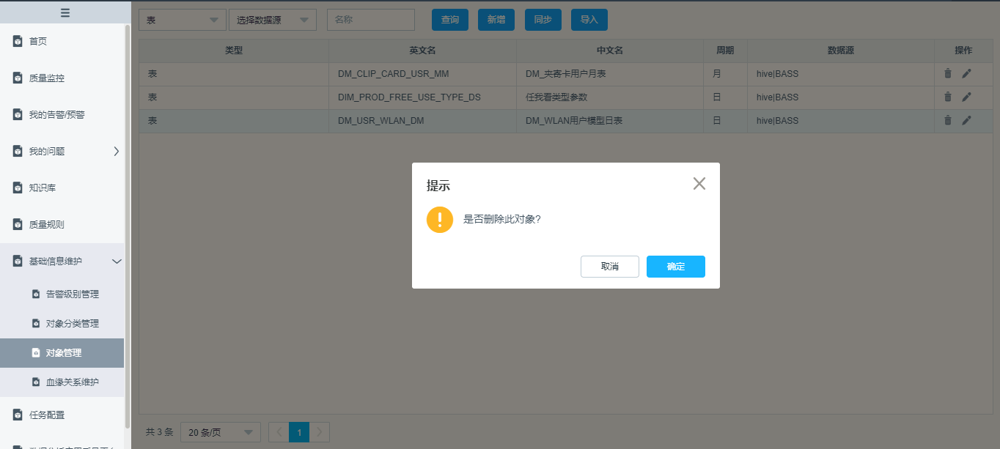 首页
质量监控
我的告警/预警
我的问题
知识库
质量规则
基础信息维护
告警级别管理
对象分类管理
对象管理
血缘关系维护
任务配置
表 选择数据源 名称 查询 新增 同步 导入
类型 英文名 中文名 周期 数据源 操作
表 DM_CLIP_CARD_USR_MM DM_夹寄卡用户月表 月 hive|BASS
表 DIM_PROD_FREE_USE_TYPE_DS 任我看类型参数 日 hive|BASS
表 DM_USR_WLAN_DM DM_WLAN用户模型日表 日 hive|BASS
提示
是否删除此对象?
取消 确定
共 3 条 20 条/页 1